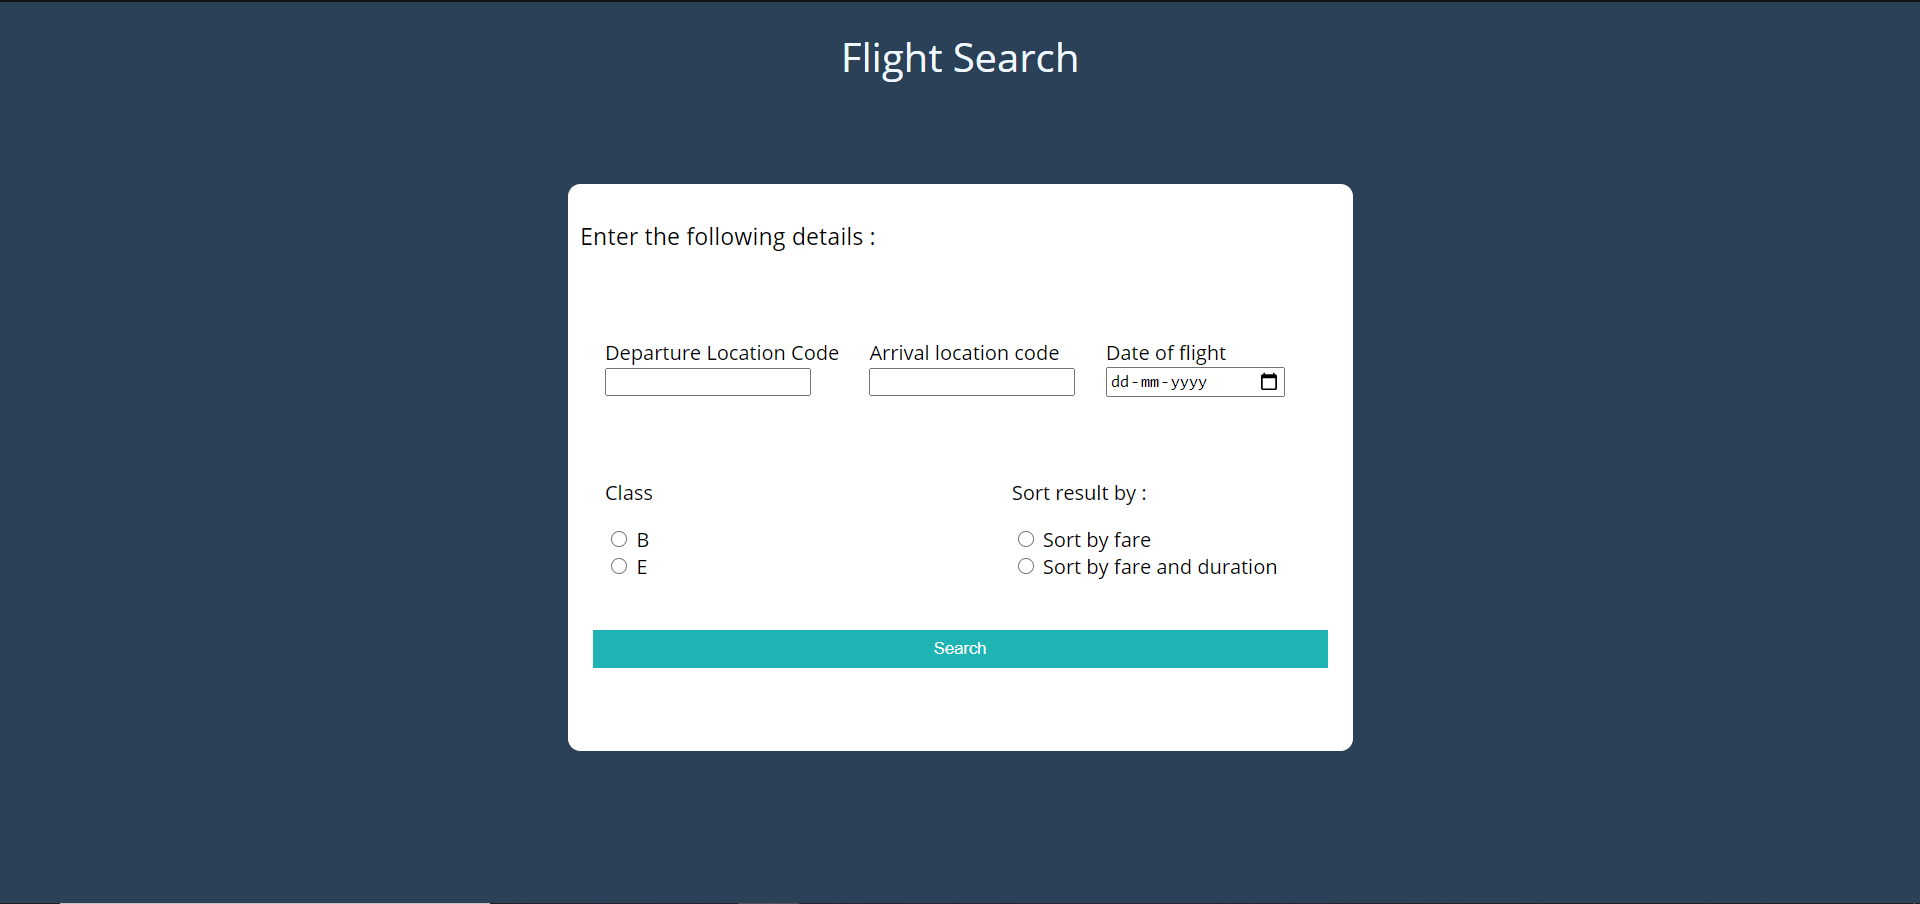 Flight Search
Enter the following details :
Departure Location Code Arrival location code Date of flight
dd-mm-yyyy
Class Sort result by :
B Sort by fare
E Sort by fare and duration
Search